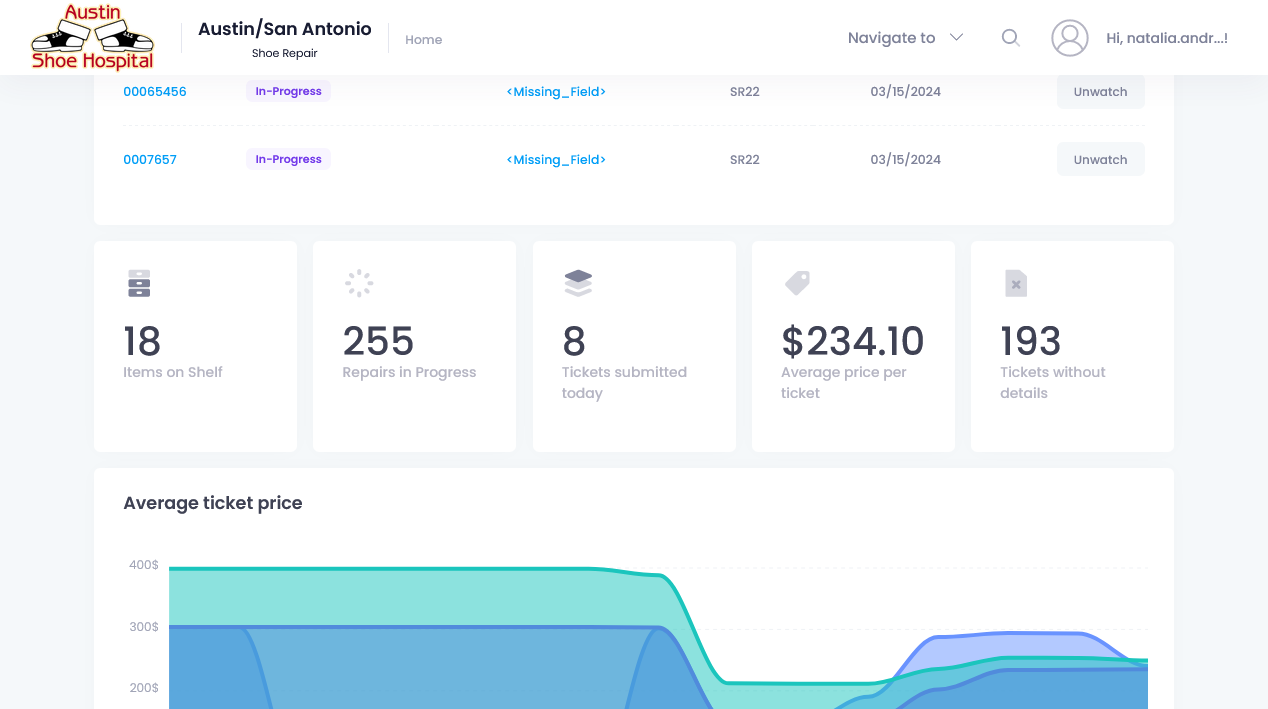 Austin
Shoe Hospital
Austin/San Antonio
Shoe Repair
Home
Navigate to
Hi, natalia.andr...!
00065456 In-Progress <Missing_Field> SR22 03/15/2024 Unwatch
0007657 In-Progress <Missing_Field> SR22 03/15/2024 Unwatch
18
Items on Shelf
255
Repairs in Progress
8
Tickets submitted
today
$234.10
Average price per
ticket
193
Tickets without
details
Average ticket price
400$
300$
200$